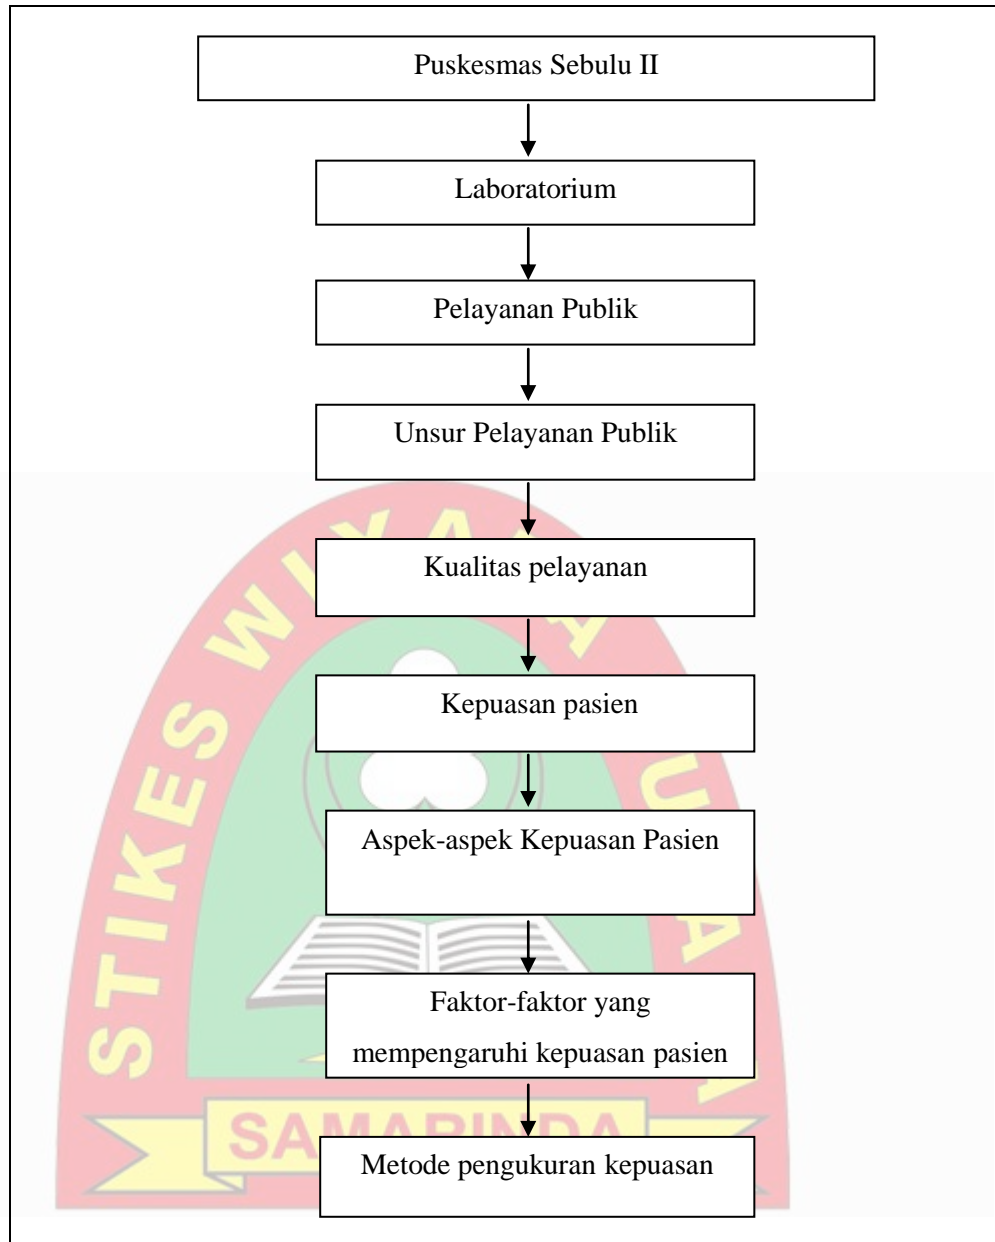 Puskesmas Sebulu II
Laboratorium
Pelayanan Publik
Unsur Pelayanan Publik
Kualitas pelayanan
Kepuasan pasien
Aspek-aspek Kepuasan Pasien
Faktor-faktor yang
mempengaruhi kepuasan pasien
Metode pengukuran kepuasan
STIKES
SAMARINDA